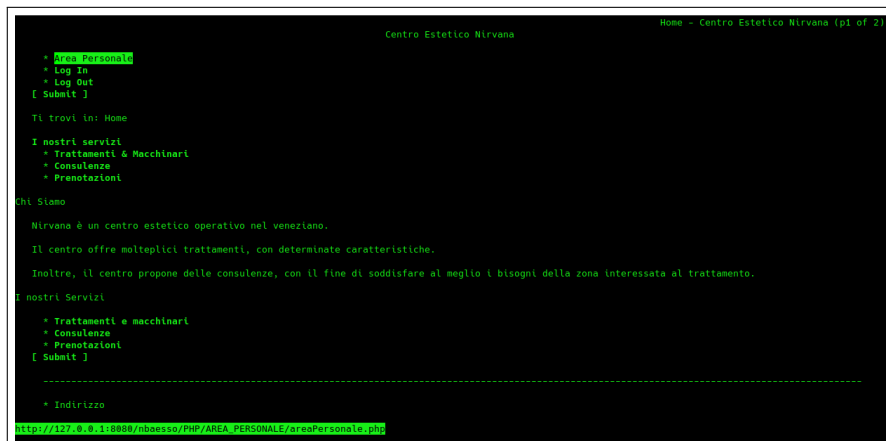 Home - Centro Estetico Nirvana (p1 of 2)
Centro Estetico Nirvana
* Area Personale
* Log In
* Log Out
[ Submit ]
Ti trovi in: Home
I nostri servizi
* Trattamenti & Macchinari
* Consulenze
* Prenotazioni
Chi Siamo
Nirvana è un centro estetico operativo nel veneziano.
Il centro offre molteplici trattamenti, con determinate caratteristiche.
Inoltre, il centro propone delle consulenze, con il fine di soddisfare al meglio i bisogni della zona interessata al trattamento.
I nostri Servizi
* Trattamenti e macchinari
* Consulenze
* Prenotazioni
[ Submit ]
* Indirizzo
http://127.0.0.1:8080/nbaesso/PHP/AREA_PERSONALE/areaPersonale.php